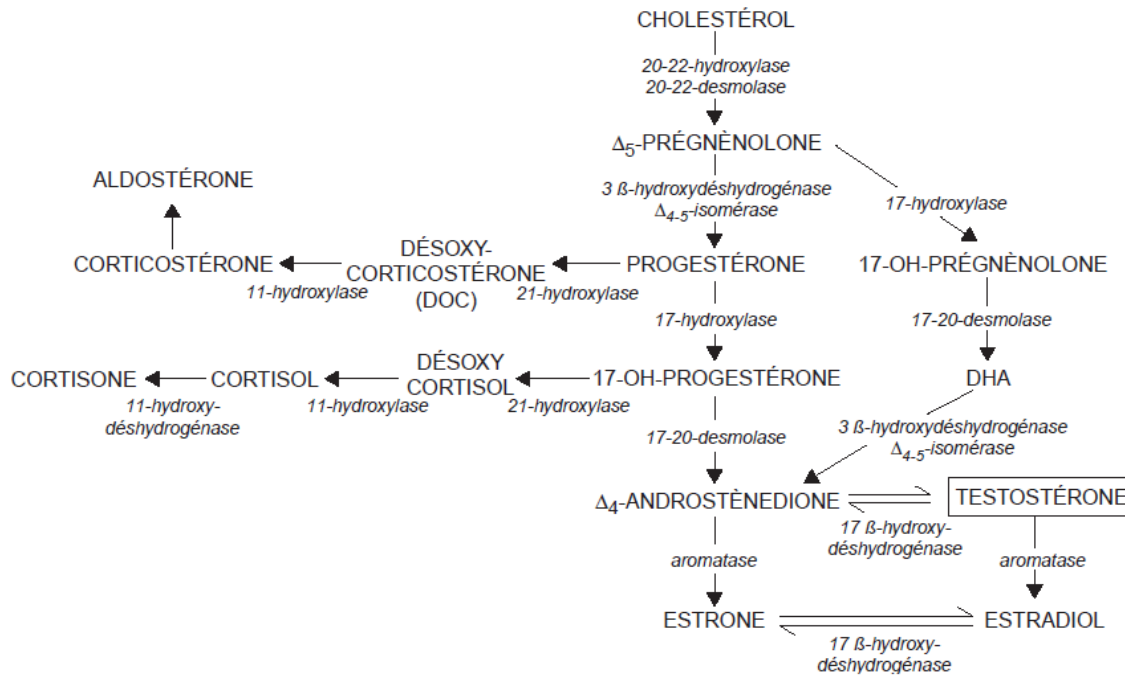 CHOLESTÉROL
20-22-hydroxylase
20-22-desmolase
Δ5-PRÉGNÈNOLONE
ALDOSTÉRONE
3 ß-hydroxydéshydrogénase
Δ4-5-isomérase
17-hydroxylase
CORTICOSTÉRONE
11-hydroxylase
DÉSOXY-
CORTICOSTÉRONE
(DOC)
21-hydroxylase
PROGESTÉRONE
17-OH-PRÉGNÈNOLONE
17-hydroxylase
17-20-desmolase
CORTISONE
11-hydroxy-
déshydrogénase
CORTISOL
11-hydroxylase
DÉSOXY
CORTISOL
21-hydroxylase
17-OH-PROGESTÉRONE
DHA
17-20-desmolase
3 ß-hydroxydéshydrogénase
Δ4-5-isomérase
Δ4-ANDROSTÈNEDIONE
17 ß-hydroxy-
déshydrogénase
TESTOSTÉRONE
aromatase
aromatase
ESTRONE
17 ß-hydroxy-
déshydrogénase
ESTRADIOL